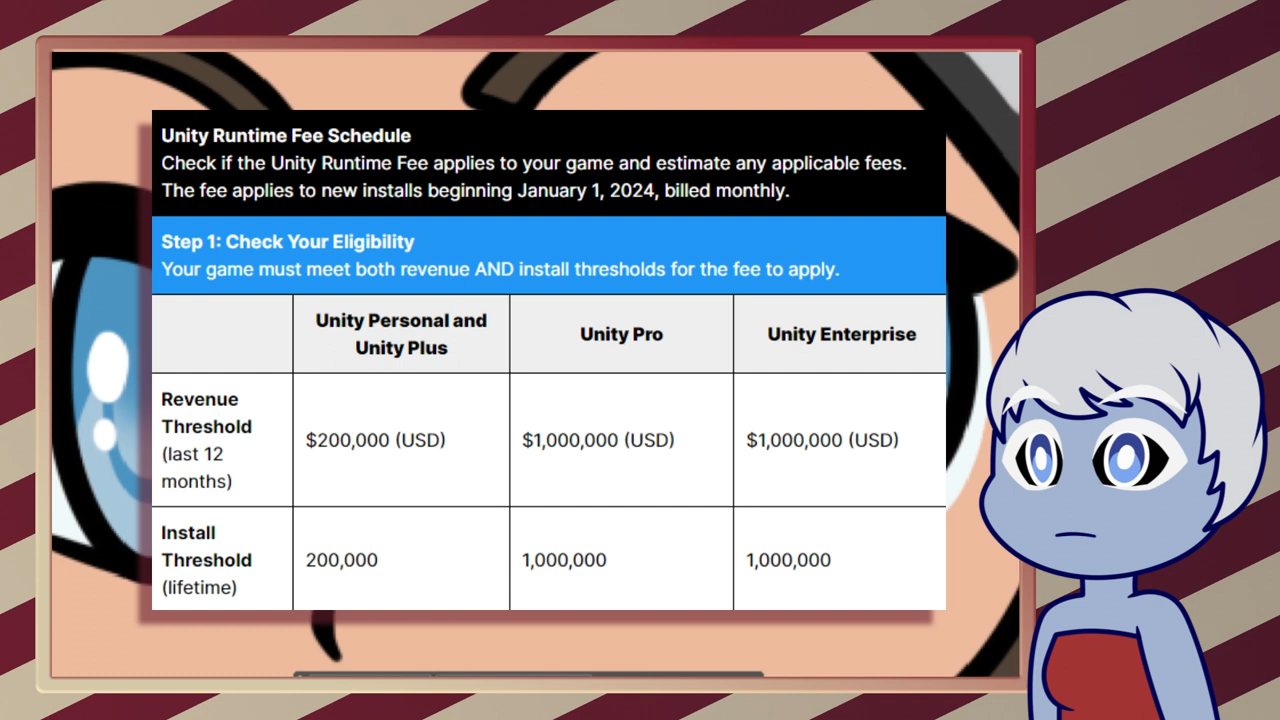 Unity Runtime Fee Schedule
Check if the Unity Runtime Fee applies to your game and estimate any applicable fees.
The fee applies to new installs beginning January 1, 2024, billed monthly.
Step 1: Check Your Eligibility
Your game must meet both revenue AND install thresholds for the fee to apply.
Unity Personal and
Unity Plus
Unity Pro
Unity Enterprise
Revenue
Threshold
(last 12
months)
$200,000 (USD)
$1,000,000 (USD)
$1,000,000 (USD)
Install
Threshold
(lifetime)
200,000
1,000,000
1,000,000